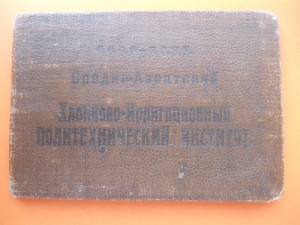 Средне-Азиатский
Хлопково-Ирригационный
ПОЛИТЕХНИЧЕСКИЙ ИНСТИТУТ